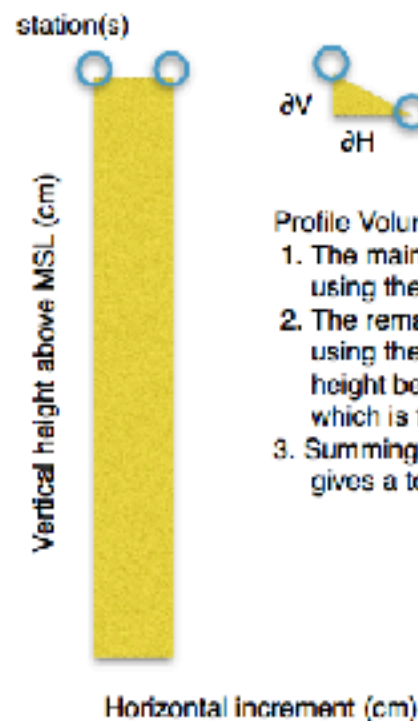 station(s)
∂V
∂H
Vertical height above MSL (cm)
Profile Volur
1. The main
using the
2. The rema
using the
height be
which is
3. Summing
gives a to
Horizontal increment (cm)